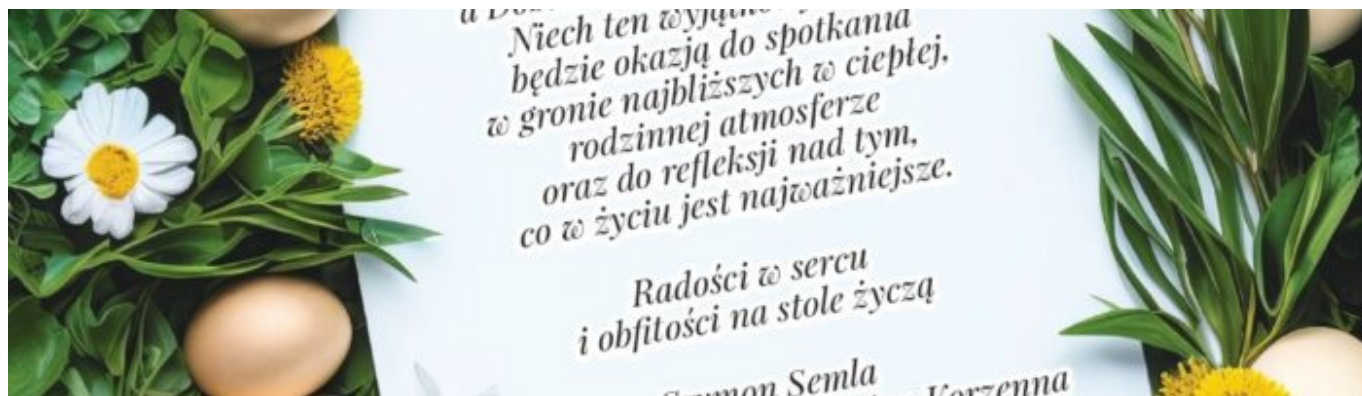 Niech ten
będzie okazją do spotkania
w gronie najbliższych w ciepłej,
rodzinnej atmosferze
oraz do refleksji nad tym,
co w życiu jest najważniejsze.
Radości w sercu
i obfitości na stole życzą
Szymon Semla
Korzenna